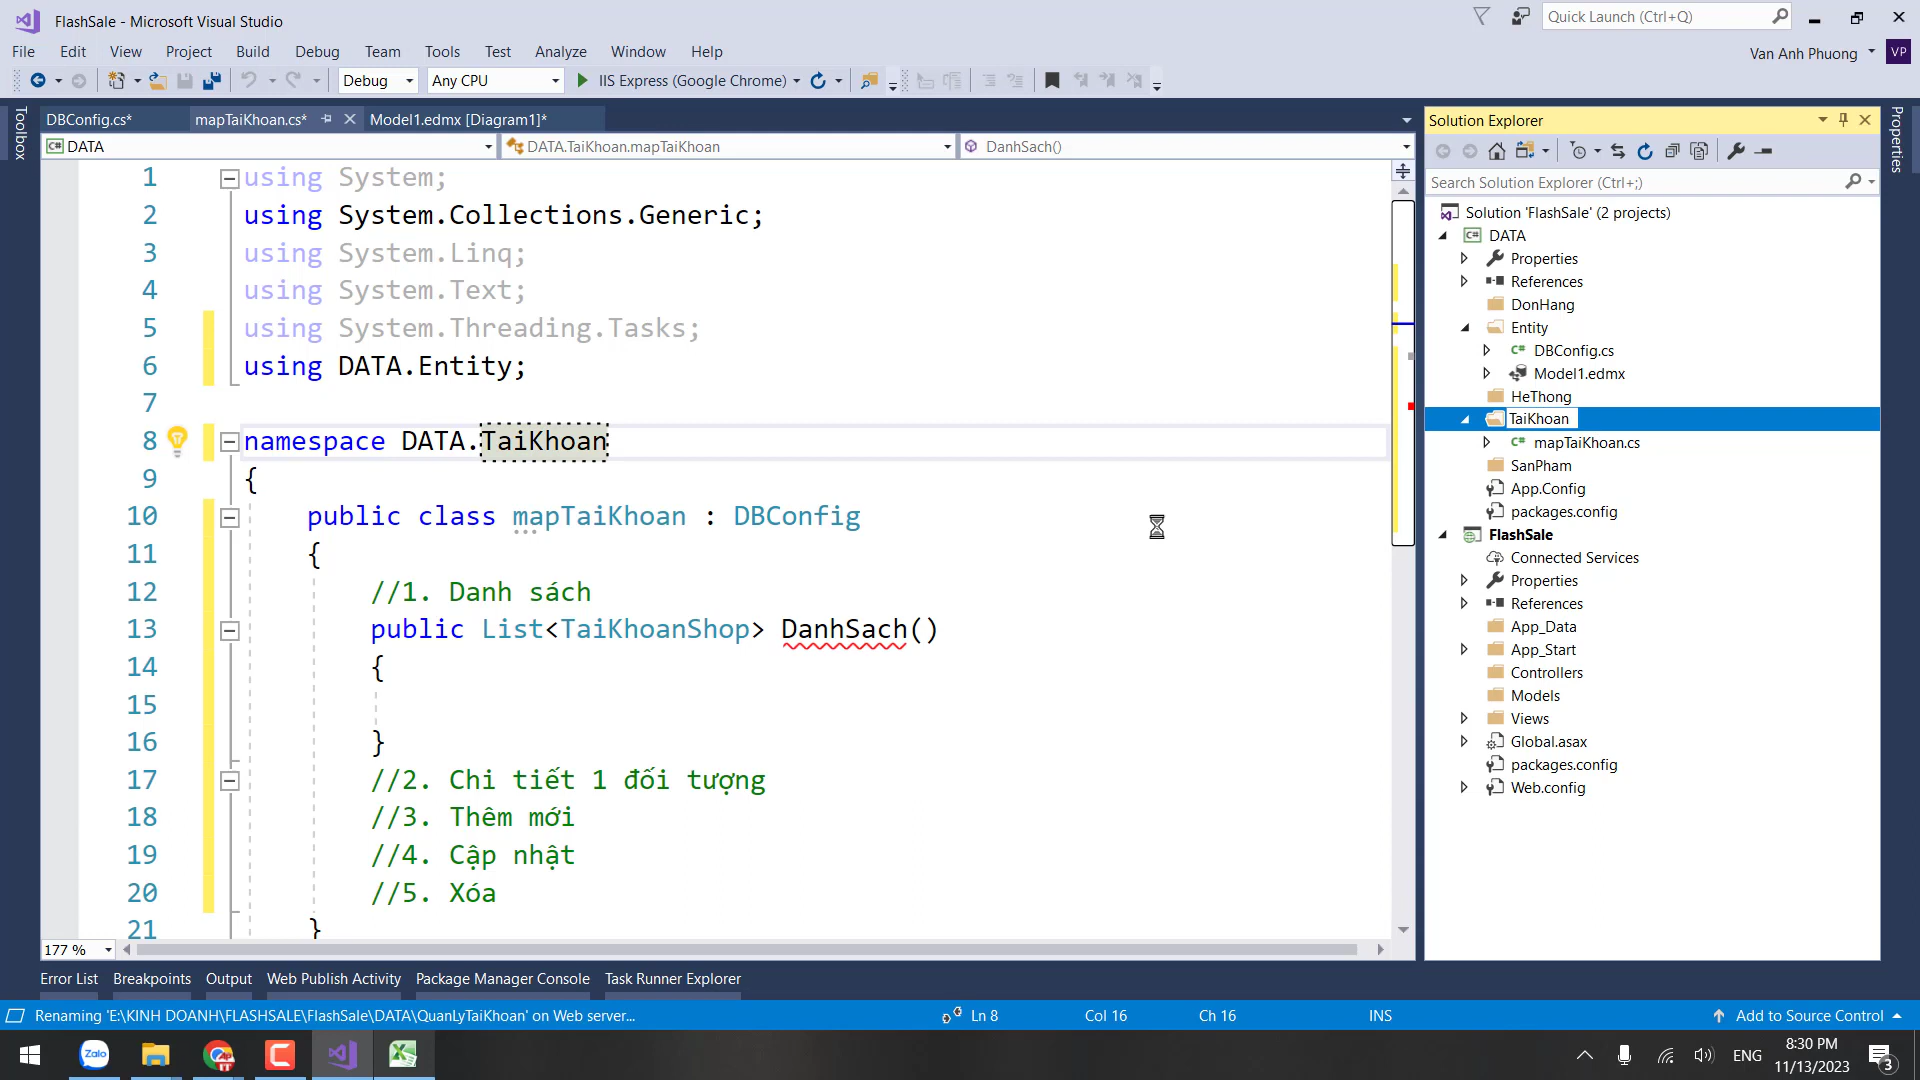 FlashSale - Microsoft Visual Studio
Quick Launch (Ctrl+Q)
File Edit View Project Build Debug Team Tools Test Analyze Window Help
Van Anh Phuong VP
Debug Any CPU IIS Express (Google Chrome)
Toolbox
DBConfig.cs* mapTaiKhoan.cs* Model1.edmx [Diagram1]*
C# DATA DATA.TaiKhoan.mapTaiKhoan DanhSach()
1 using System;
2 using System.Collections.Generic;
3 using System.Linq;
4 using System.Text;
5 using System.Threading.Tasks;
6 using DATA.Entity;
7
8 namespace DATA.TaiKhoan
9 {
10 public class mapTaiKhoan : DBConfig
11 {
12 //1. Danh sách
13 public List<TaiKhoanShop> DanhSach()
14 {
15
16 }
17 //2. Chi tiết 1 đối tượng
18 //3. Thêm mới
19 //4. Cập nhật
20 //5. Xóa
21 }
177 %
Solution Explorer
Search Solution Explorer (Ctrl+;)
Solution 'FlashSale' (2 projects)
C# DATA
Properties
References
DonHang
Entity
C# DBConfig.cs
Model1.edmx
HeThong
TaiKhoan
C# mapTaiKhoan.cs
SanPham
App.Config
packages.config
FlashSale
Connected Services
Properties
References
App_Data
App_Start
Controllers
Models
Views
Global.asax
packages.config
Web.config
Properties
Error List Breakpoints Output Web Publish Activity Package Manager Console Task Runner Explorer
Renaming 'E:\KINH DOANH\FLASHSALE\FlashSale\DATA\QuanLyTaiKhoan' on Web server... Ln 8 Col 16 Ch 16 INS Add to Source Control
Zalo
ENG
8:30 PM
11/13/2023
3